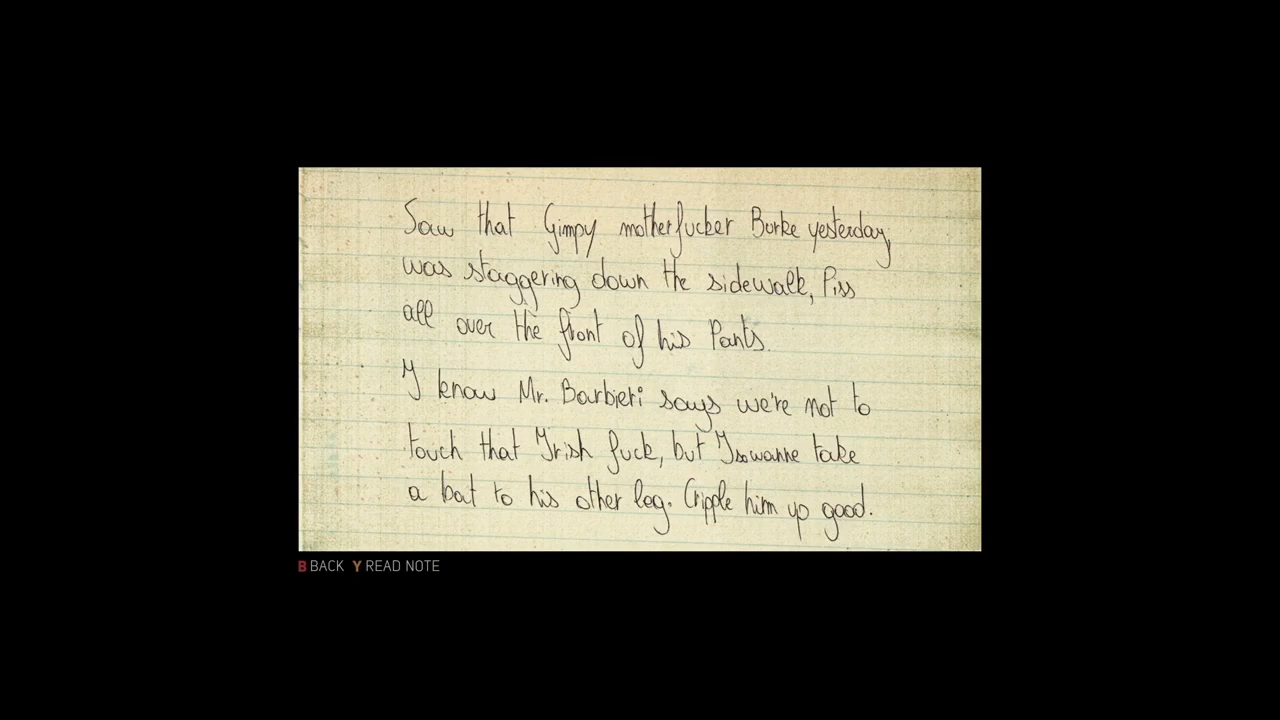 Saw that Gimpy motherfucker Burke yesterday,
was staggering down the sidewalk, Piss
all over the front of his Pants.
I know Mr. Barbieri says we're not to
touch that Irish fuck, but I so wanne take
a bat to his other leg. Cripple him up good.
B BACK Y READ NOTE